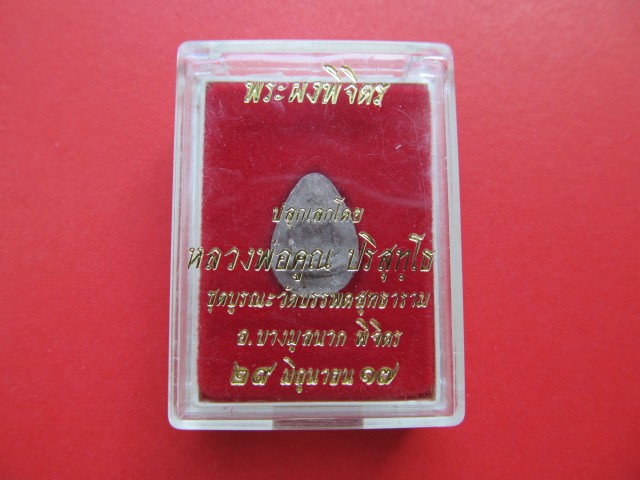 พระผงพิจิตร
ปลุกเสกโดย
หลวงพ่อคูณ ปริสุทฺโธ
ชุดบูรณะวัดบรรพตสุทธาราม
อ.บางมูลนาก พิจิตร
๒๙ มิถุนายน ๑๗